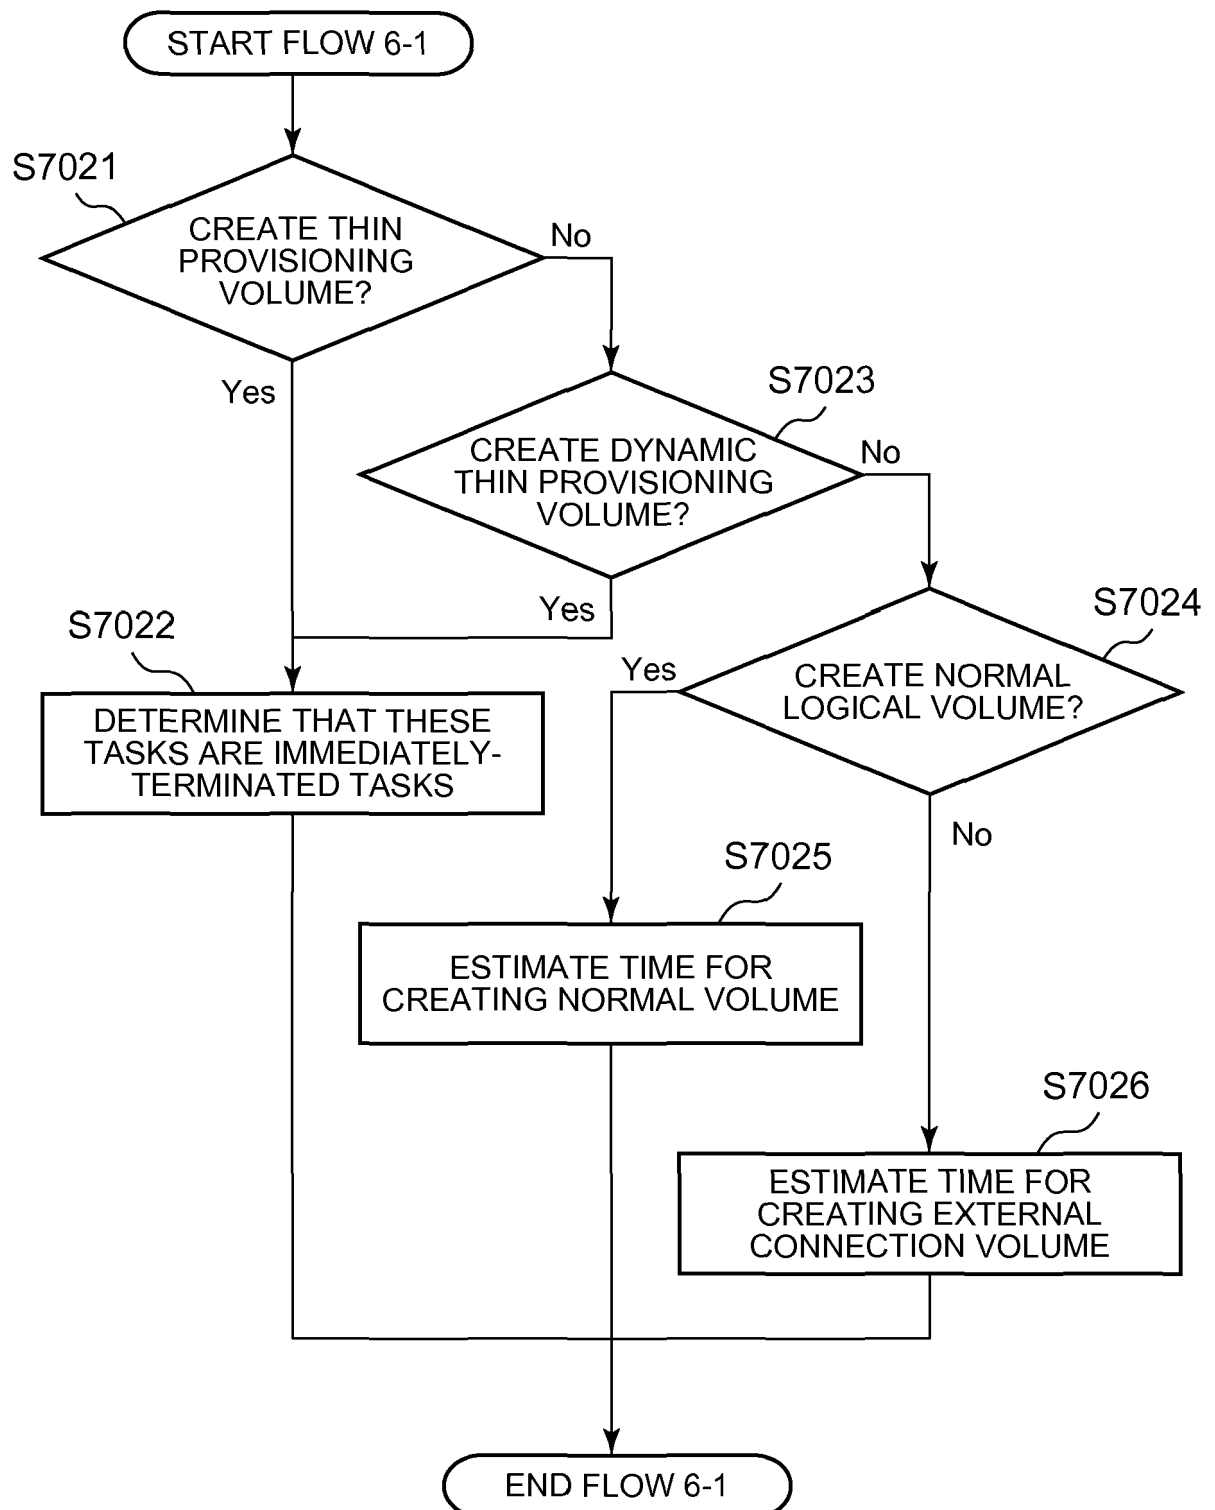 START FLOW 6-1
S7021
CREATE THIN
PROVISIONING
VOLUME?
No
Yes
S7023
CREATE DYNAMIC
THIN PROVISIONING
VOLUME?
No
Yes
S7022
DETERMINE THAT THESE
TASKS ARE IMMEDIATELY-
TERMINATED TASKS
S7024
CREATE NORMAL
LOGICAL VOLUME?
Yes
No
S7025
ESTIMATE TIME FOR
CREATING NORMAL VOLUME
S7026
ESTIMATE TIME FOR
CREATING EXTERNAL
CONNECTION VOLUME
END FLOW 6-1